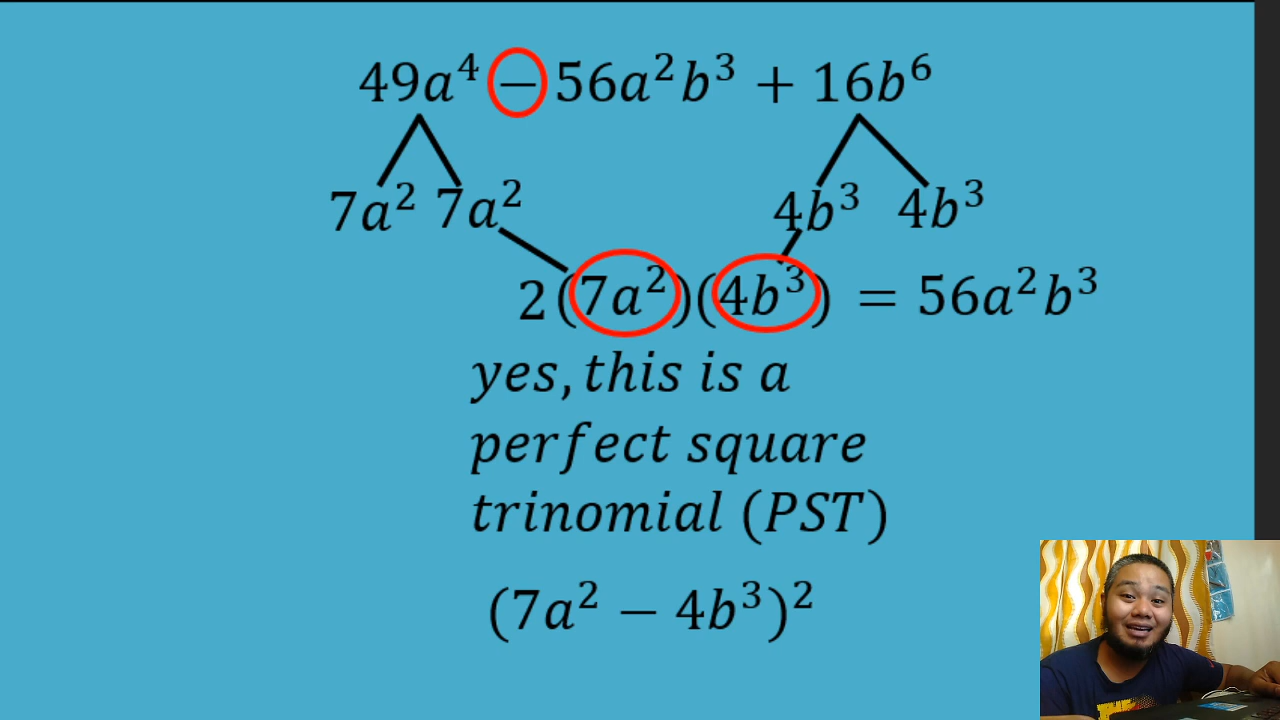 49a⁴ − 56a²b³ + 16b⁶
7a² 7a² 4b³ 4b³
2(7a²)(4b³) = 56a²b³
yes, this is a
perfect square
trinomial (PST)
(7a² − 4b³)²